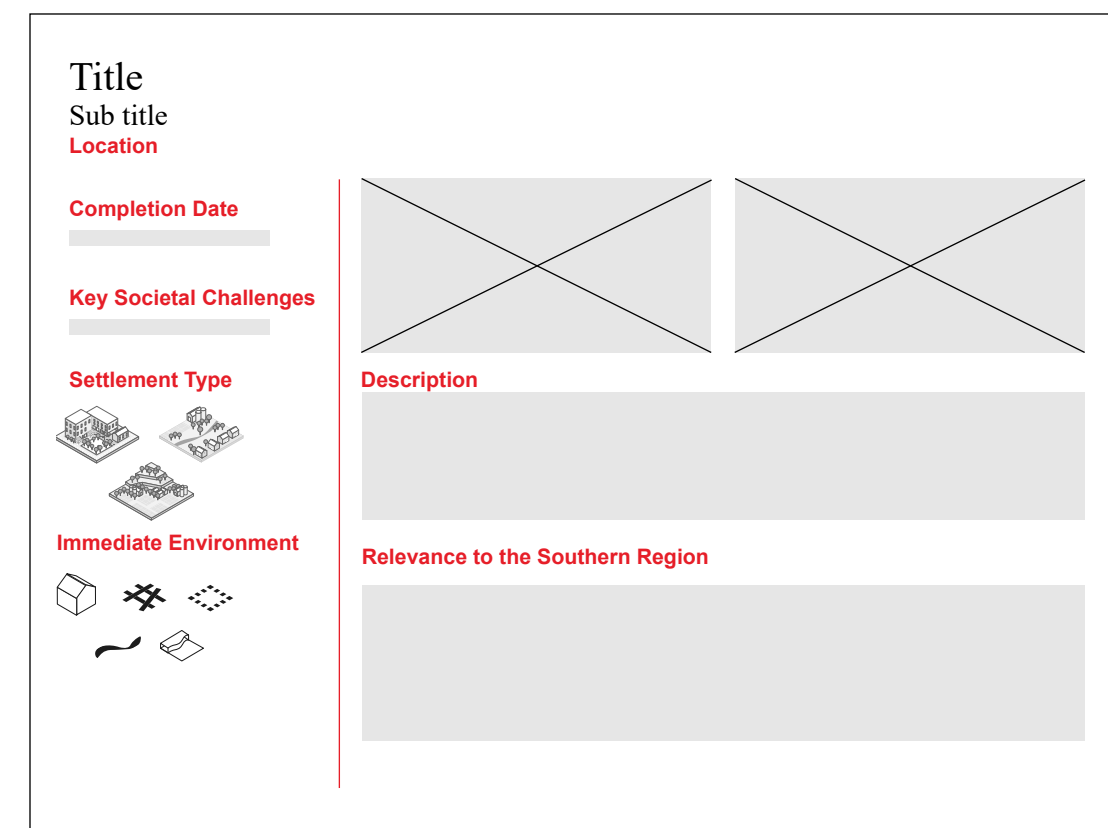 Title
Sub title
Location
Completion Date
Key Societal Challenges
Settlement Type
Immediate Environment
Description
Relevance to the Southern Region